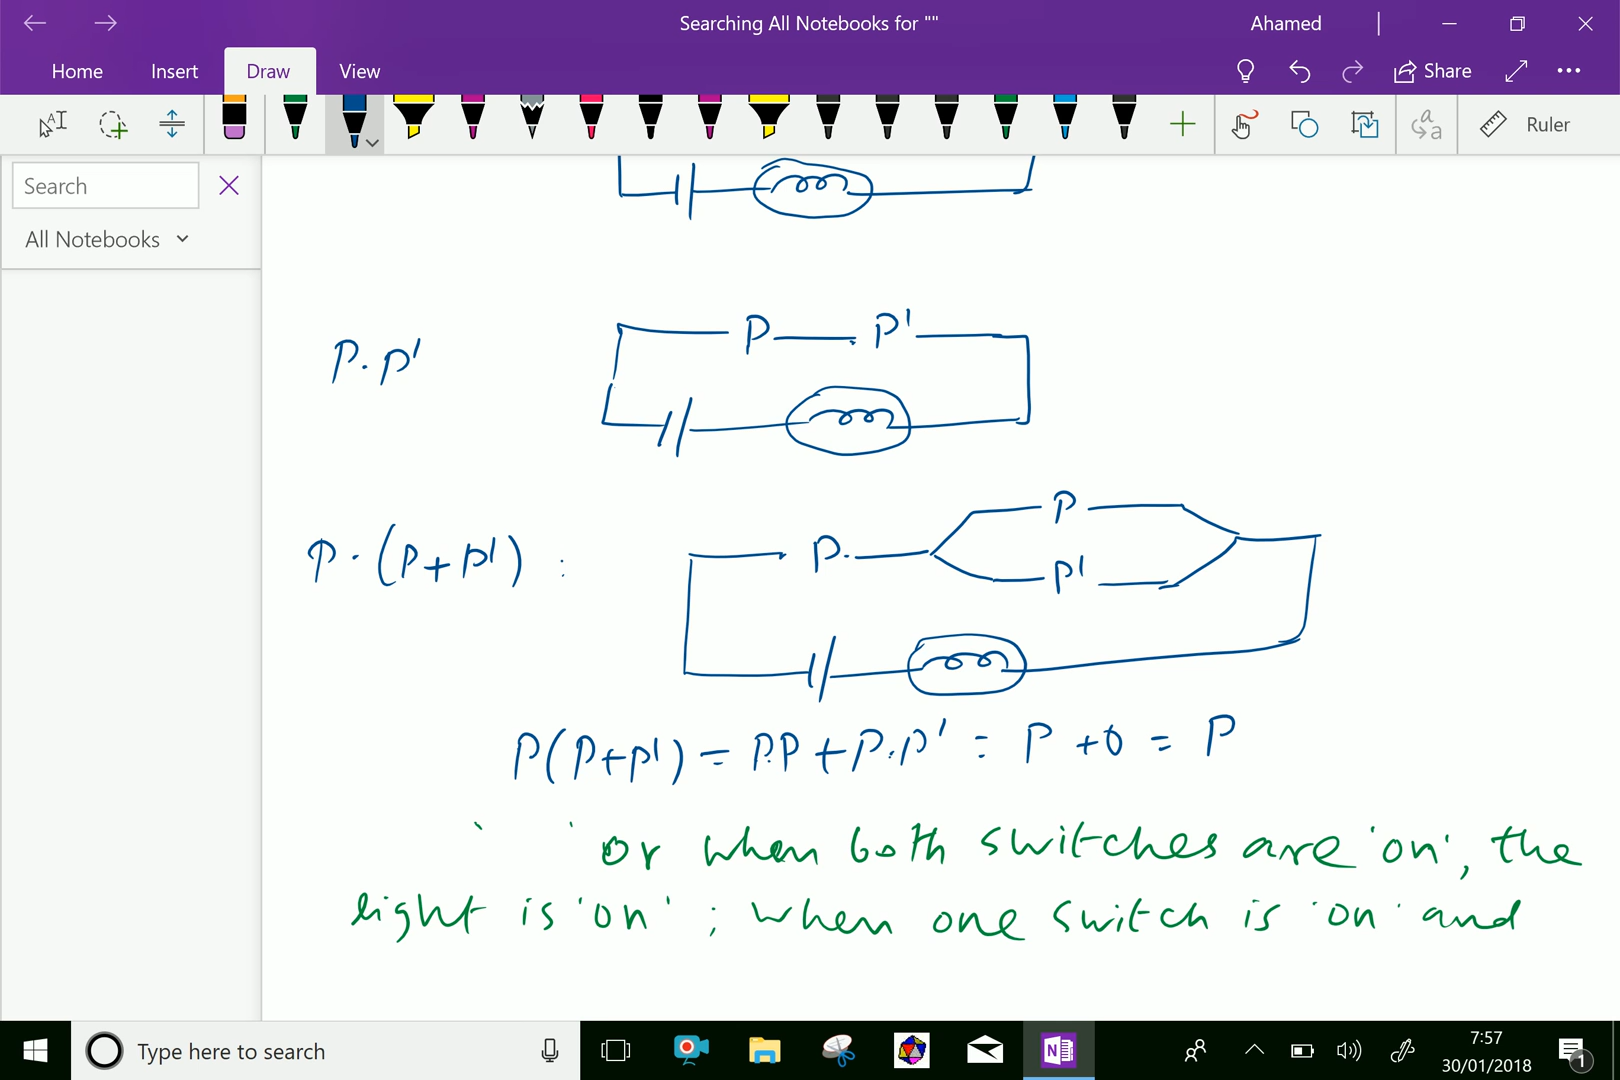 Searching All Notebooks for ""
Ahamed
Home Insert Draw View
Share
Ruler
Search
All Notebooks
P P'
P.P'
P
P.(P+P') : P.
P'
P(P+P') = P.P + P.P' = P + 0 = P
or when both switches are 'on', the
light is 'on' ; when one switch is 'on' and
Type here to search
7:57
30/01/2018
1